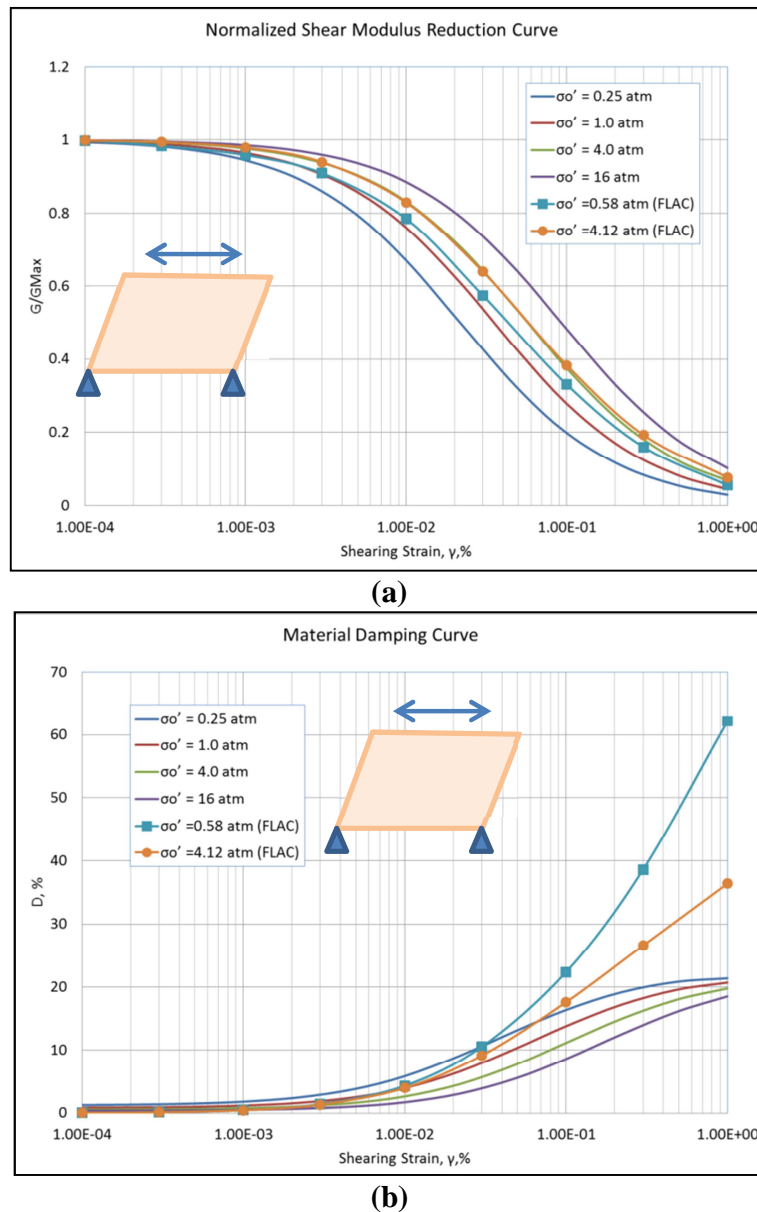 Normalized Shear Modulus Reduction Curve
1.2
1
0.8
0.6
0.4
0.2
0
G/GMax
σo' = 0.25 atm
σo' = 1.0 atm
σo' = 4.0 atm
σo' = 16 atm
σo' =0.58 atm (FLAC)
σo' =4.12 atm (FLAC)
1.00E-04 1.00E-03 1.00E-02 1.00E-01 1.00E+00
Shearing Strain, γ,%
(a)
Material Damping Curve
70
60
50
40
30
20
10
0
D, %
σo' = 0.25 atm
σo' = 1.0 atm
σo' = 4.0 atm
σo' = 16 atm
σo' =0.58 atm (FLAC)
σo' =4.12 atm (FLAC)
1.00E-04 1.00E-03 1.00E-02 1.00E-01 1.00E+00
Shearing Strain, γ,%
(b)